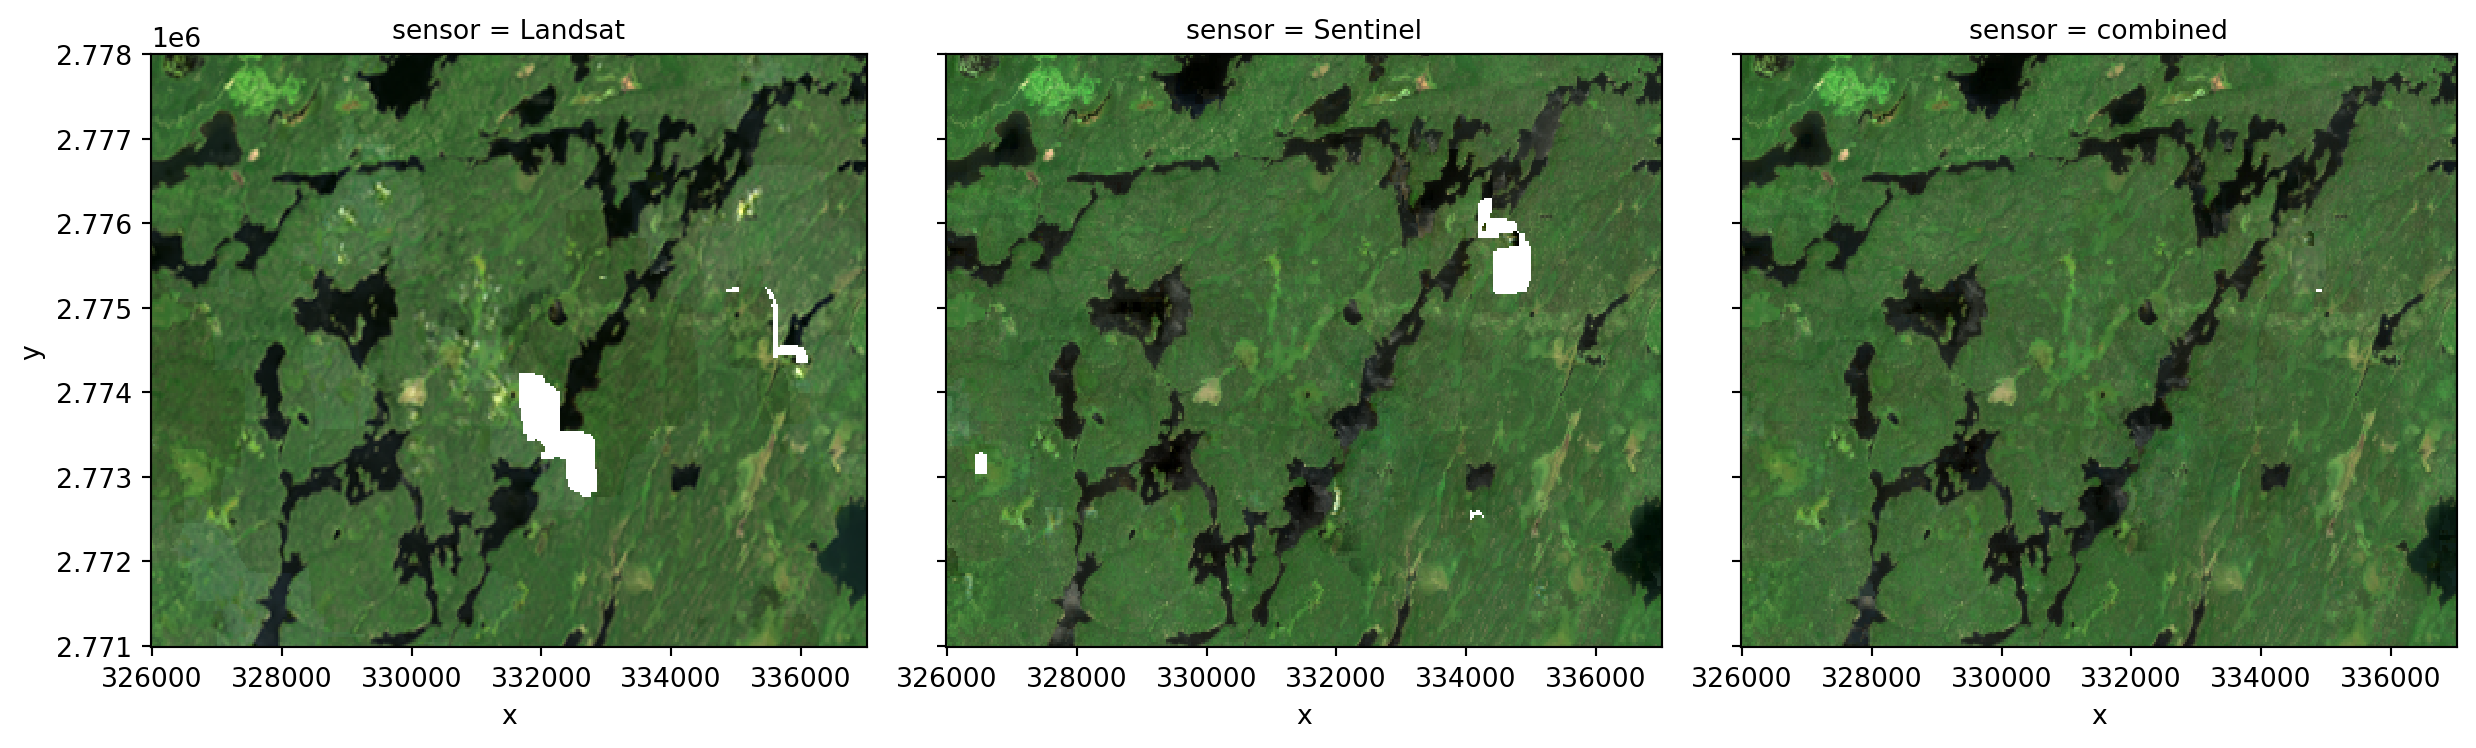 sensor = Landsat
sensor = Sentinel
sensor = combined
1e6
2.778
2.777
2.776
2.775
2.774
2.773
2.772
2.771
y
326000 328000 330000 332000 334000 336000
326000 328000 330000 332000 334000 336000
326000 328000 330000 332000 334000 336000
x
x
x